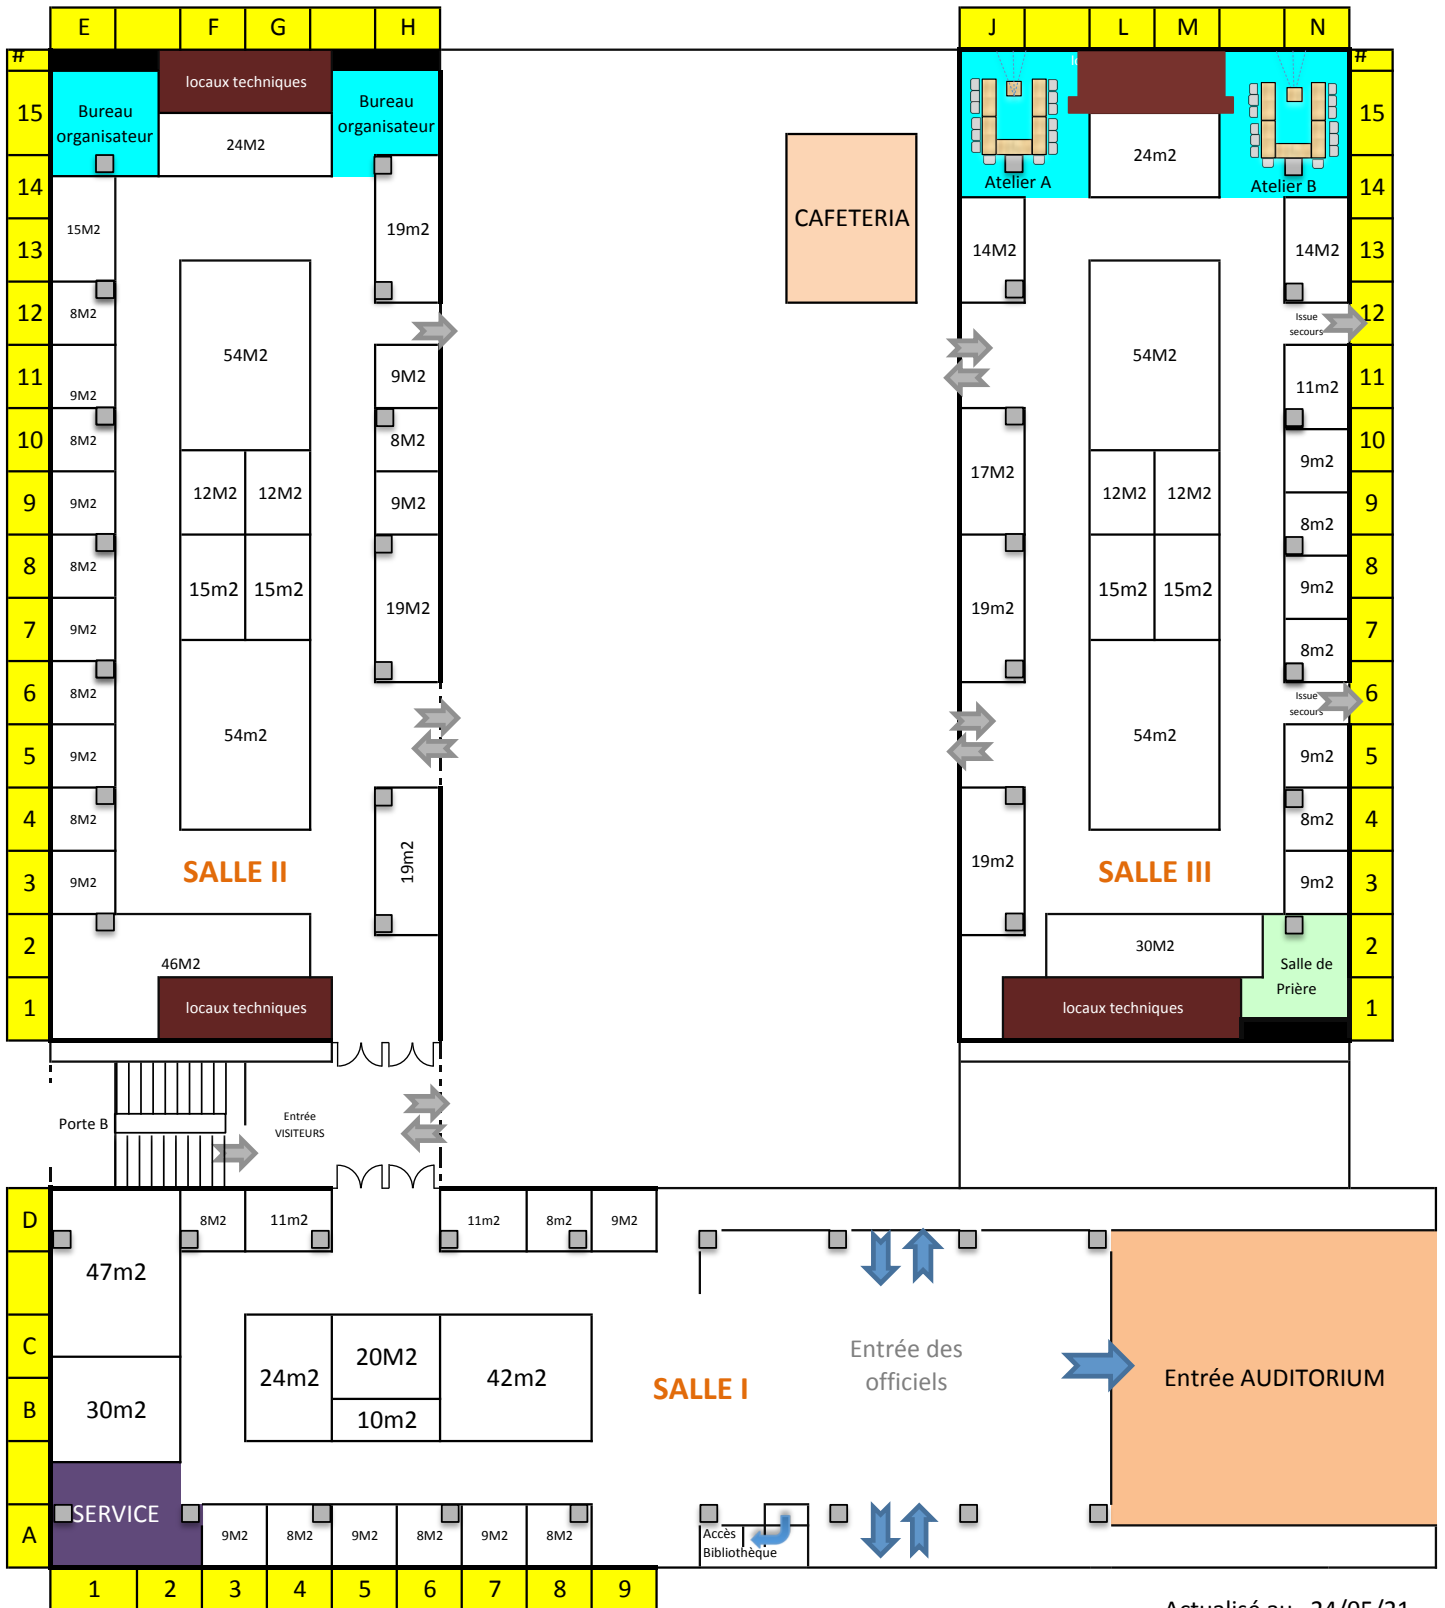 E F G H J L M N
# #
locaux techniques
15 Bureau
organisateur
Bureau
organisateur
24M2
24m2
15
Atelier A
Atelier B
14 14
CAFETERIA
15M2
19m2
14M2
14M2
13 13
12
8M2
Issue
secours
12
54M2
54M2
11
9M2
9M2
11m2
11
10
8M2
8M2
10
17M2
9m2
9
9M2
12M2 12M2
9M2
12M2 12M2
9
8m2
8
8M2
15m2 15m2
19M2
19m2
15m2 15m2
9m2
8
7
9M2
8m2
7
6
8M2
Issue
secours
6
54m2
54m2
5
9M2
9m2
5
4
8M2
8m2
4
3
9M2
SALLE II
19m2
19m2
SALLE III
9m2
3
2
46M2
30M2
Salle de
Prière
2
1
locaux techniques
locaux techniques
1
Porte B
Entrée
VISITEURS
D
8M2
11m2
11m2
8m2
9M2
47m2
C
24m2
20M2
42m2
Entrée des
officiels
Entrée AUDITORIUM
SALLE I
B
30m2
10m2
SERVICE
A
9M2
8M2
9M2
8M2
9M2
8M2
Accès
Bibliothèque
1 2 3 4 5 6 7 8 9
Actualisé au 24/05/21